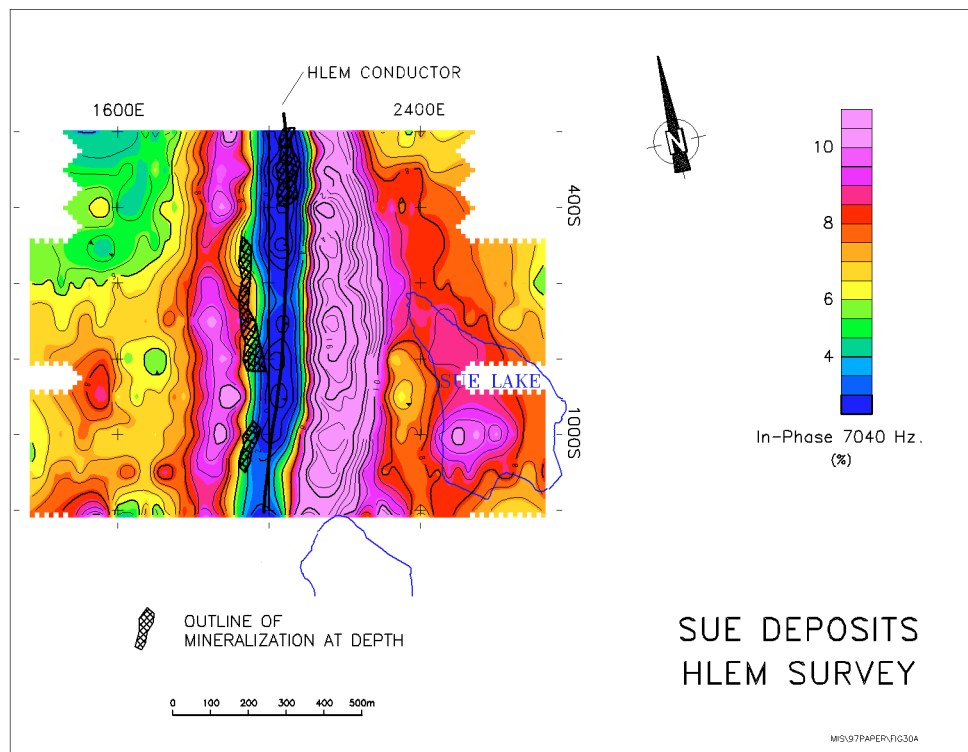 HLEM CONDUCTOR
1600E
2400E
N
400S
1000S
10
8
6
4
In-Phase 7040 Hz.
(%)
SUE LAKE
OUTLINE OF
MINERALIZATION AT DEPTH
0 100 200 300 400 500m
SUE DEPOSITS
HLEM SURVEY
MIS\97PAPER\FIG30A